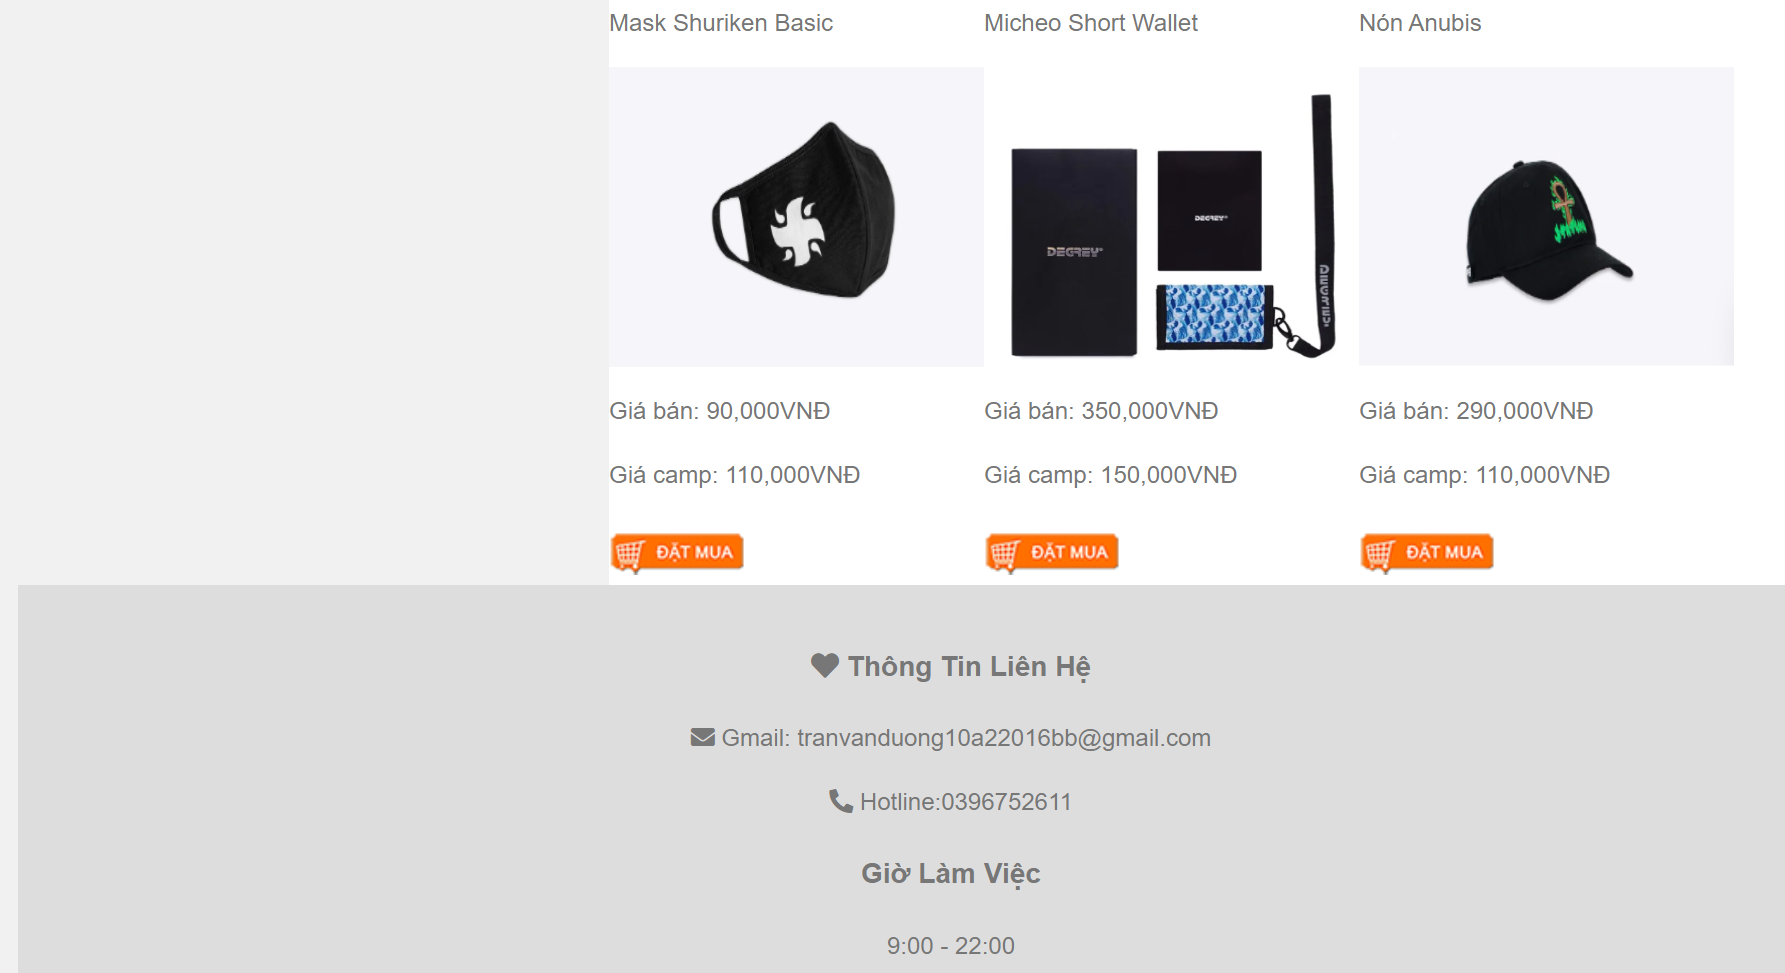 Mask Shuriken Basic
Micheo Short Wallet
Nón Anubis
DEGREY
DEGREY
Giá bán: 90,000VNĐ
Giá bán: 350,000VNĐ
Giá bán: 290,000VNĐ
Giá camp: 110,000VNĐ
Giá camp: 150,000VNĐ
Giá camp: 110,000VNĐ
ĐẶT MUA
ĐẶT MUA
ĐẶT MUA
Thông Tin Liên Hệ
Gmail: tranvanduong10a22016bb@gmail.com
Hotline:0396752611
Giờ Làm Việc
9:00 - 22:00